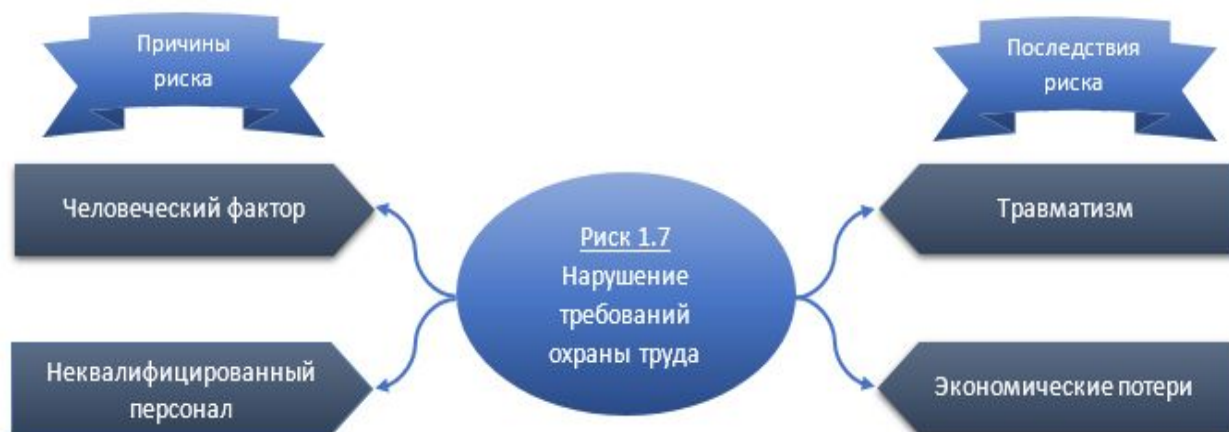 Причины
риска
Последствия
риска
Человеческий фактор
Травматизм
Риск 1.7
Нарушение
требований
охраны труда
Неквалифицированный
персонал
Экономические потери